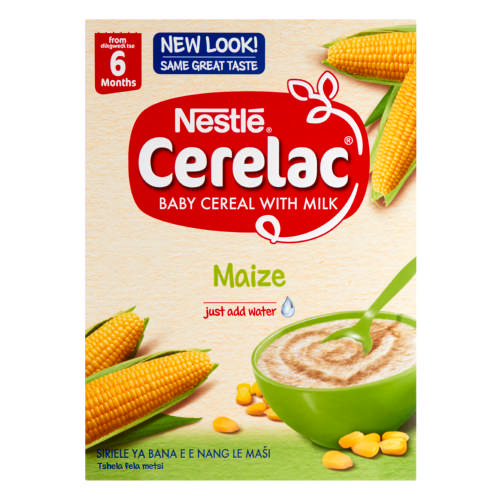 from
dikgwedi tse
6
Months
NEW LOOK!
SAME GREAT TASTE
Nestlé®
Cerelac®
BABY CEREAL WITH MILK
Maize
just add water
SIRIELE YA BANA E E NANG LE MAŠI
Tshela fela metsi